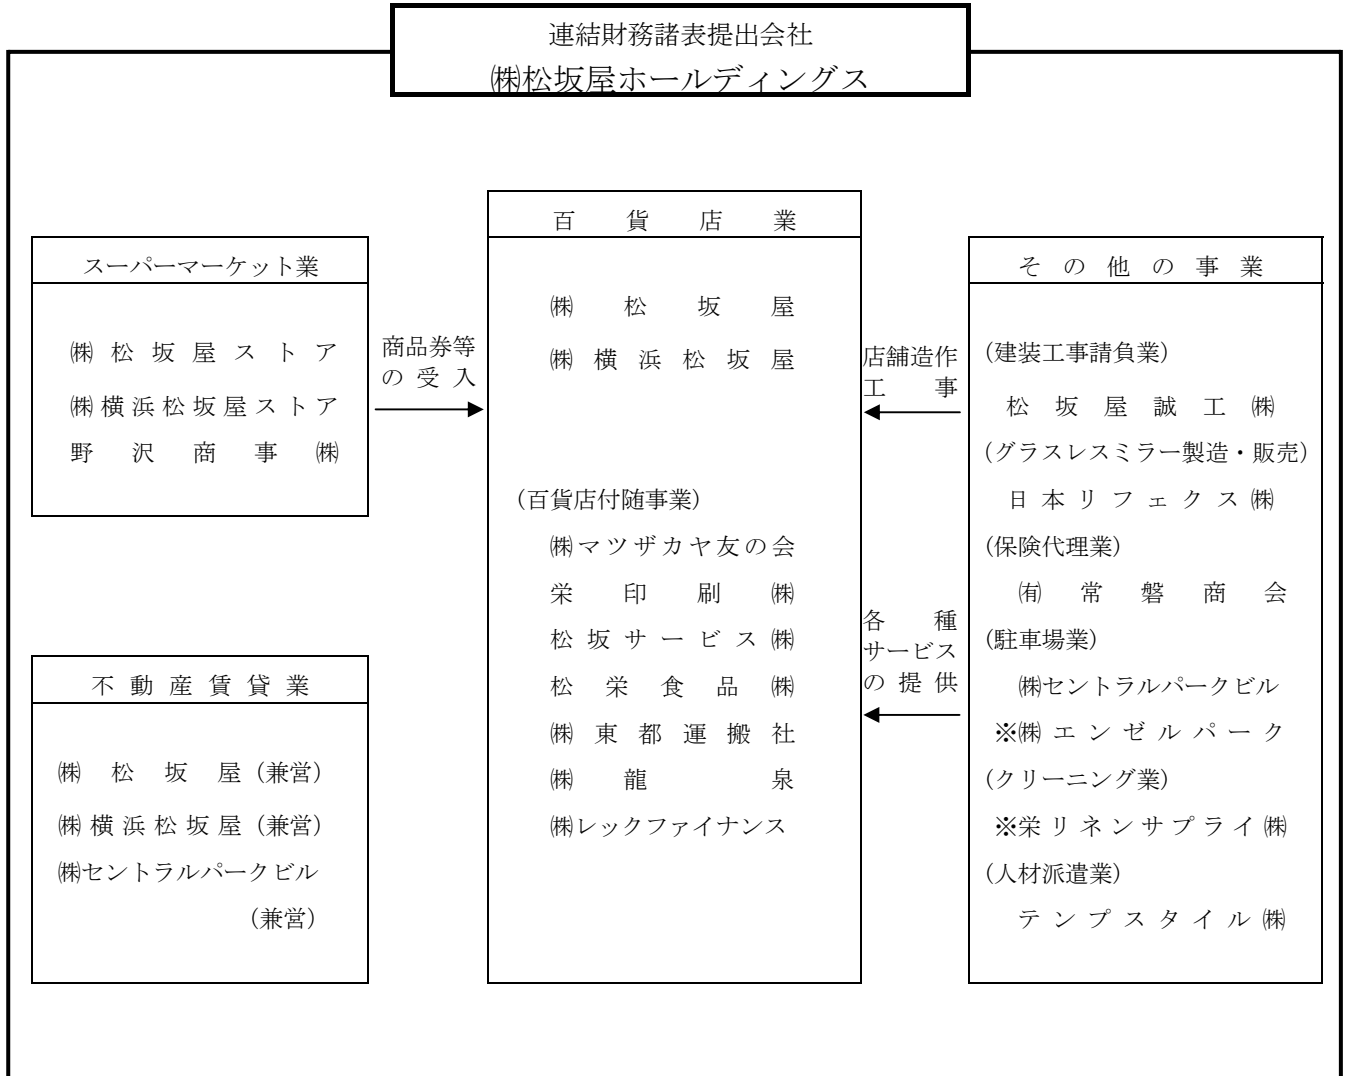 連結財務諸表提出会社
㈱松坂屋ホールディングス
スーパーマーケット業
㈱松坂屋ストア
㈱横浜松坂屋ストア
野沢商事㈱
商品券等
の受入
不動産賃貸業
㈱松坂屋(兼営)
㈱横浜松坂屋(兼営)
㈱セントラルパークビル
(兼営)
百貨店業
㈱松坂屋
㈱横浜松坂屋
(百貨店付随事業)
㈱マツザカヤ友の会
栄印刷㈱
松坂サービス㈱
松栄食品㈱
㈱東都運搬社
㈱龍泉
㈱レックファイナンス
店舗造作
工事
各種
サービス
の提供
その他の事業
(建装工事請負業)
松坂屋誠工㈱
(グラスレスミラー製造・販売)
日本リフェクス㈱
(保険代理業)
㈲常磐商会
(駐車場業)
㈱セントラルパークビル
※㈱エンゼルパーク
(クリーニング業)
※栄リネンサプライ㈱
(人材派遣業)
テンプスタイル㈱